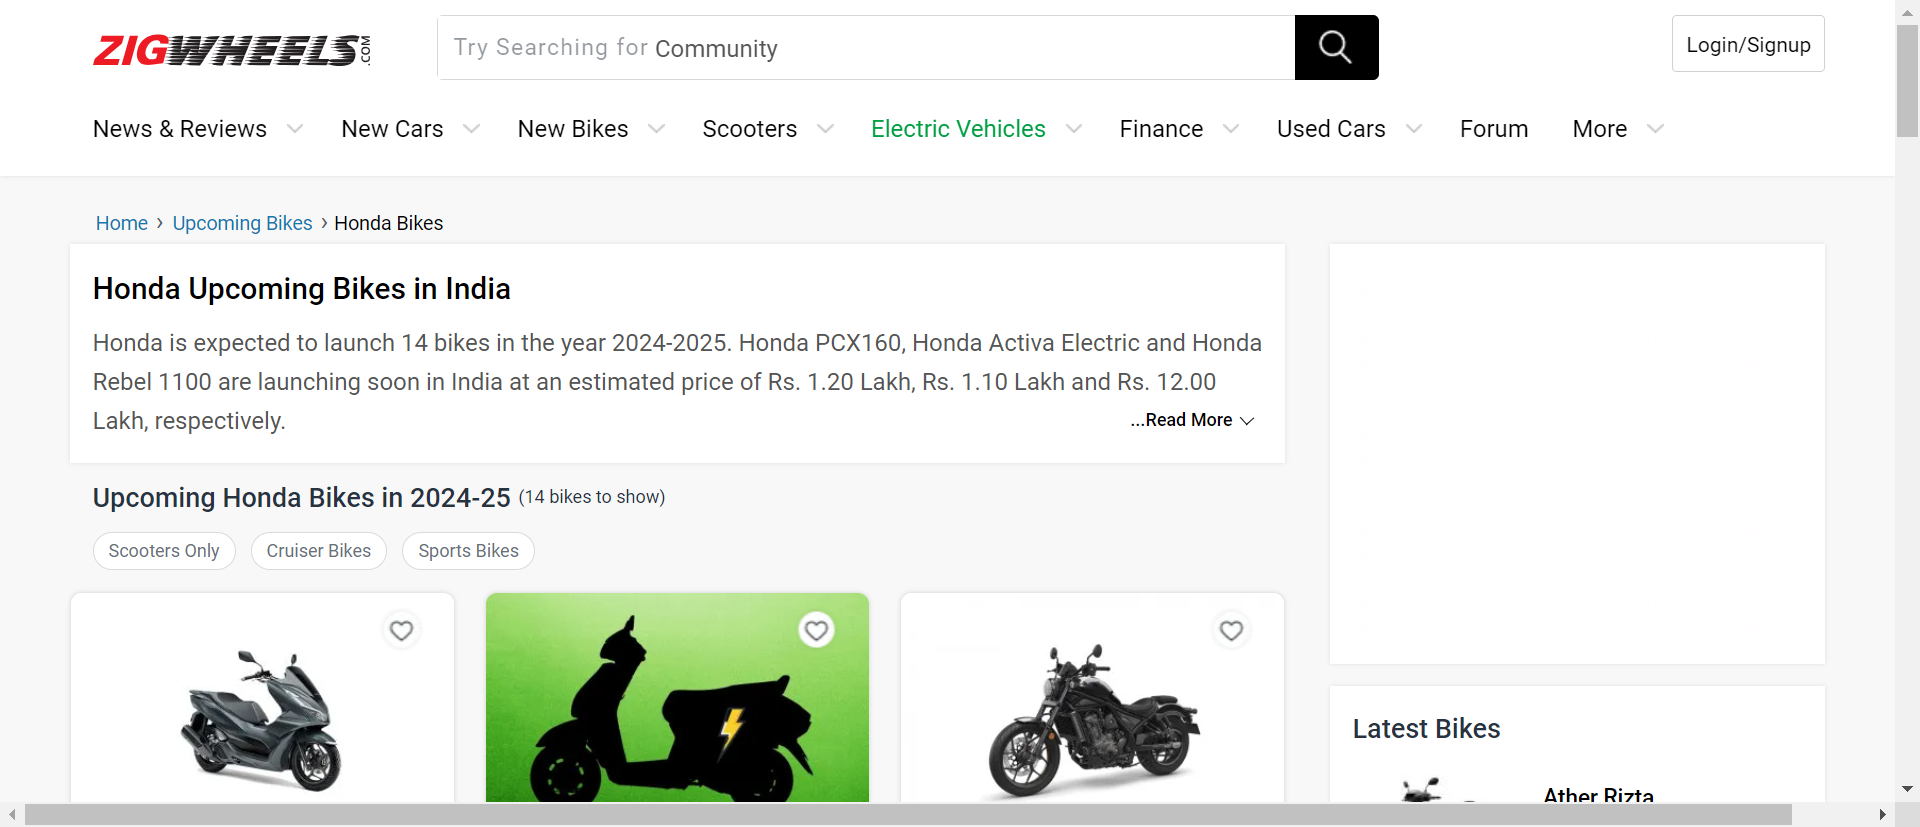 ZIGWHEELS.COM
Try Searching for Community
Login/Signup
News & Reviews New Cars New Bikes Scooters Electric Vehicles Finance Used Cars Forum More
Home › Upcoming Bikes › Honda Bikes
Honda Upcoming Bikes in India
Honda is expected to launch 14 bikes in the year 2024-2025. Honda PCX160, Honda Activa Electric and Honda
Rebel 1100 are launching soon in India at an estimated price of Rs. 1.20 Lakh, Rs. 1.10 Lakh and Rs. 12.00
Lakh, respectively.
...Read More
Upcoming Honda Bikes in 2024-25 (14 bikes to show)
Scooters Only Cruiser Bikes Sports Bikes
Latest Bikes
Ather Rizta